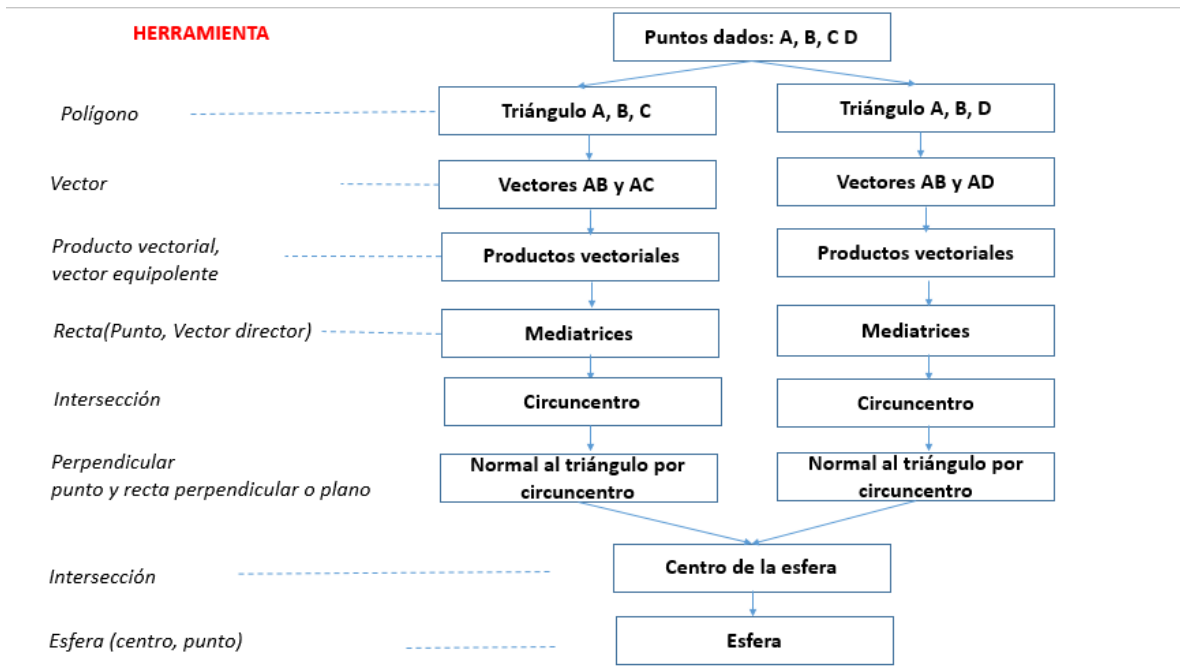 HERRAMIENTA
Puntos dados: A, B, C D
Polígono
Triángulo A, B, C
Triángulo A, B, D
Vector
Vectores AB y AC
Vectores AB y AD
Producto vectorial,
vector equipolente
Productos vectoriales
Productos vectoriales
Recta(Punto, Vector director)
Mediatrices
Mediatrices
Intersección
Circuncentro
Circuncentro
Perpendicular
punto y recta perpendicular o plano
Normal al triángulo por
circuncentro
Normal al triángulo por
circuncentro
Intersección
Centro de la esfera
Esfera (centro, punto)
Esfera